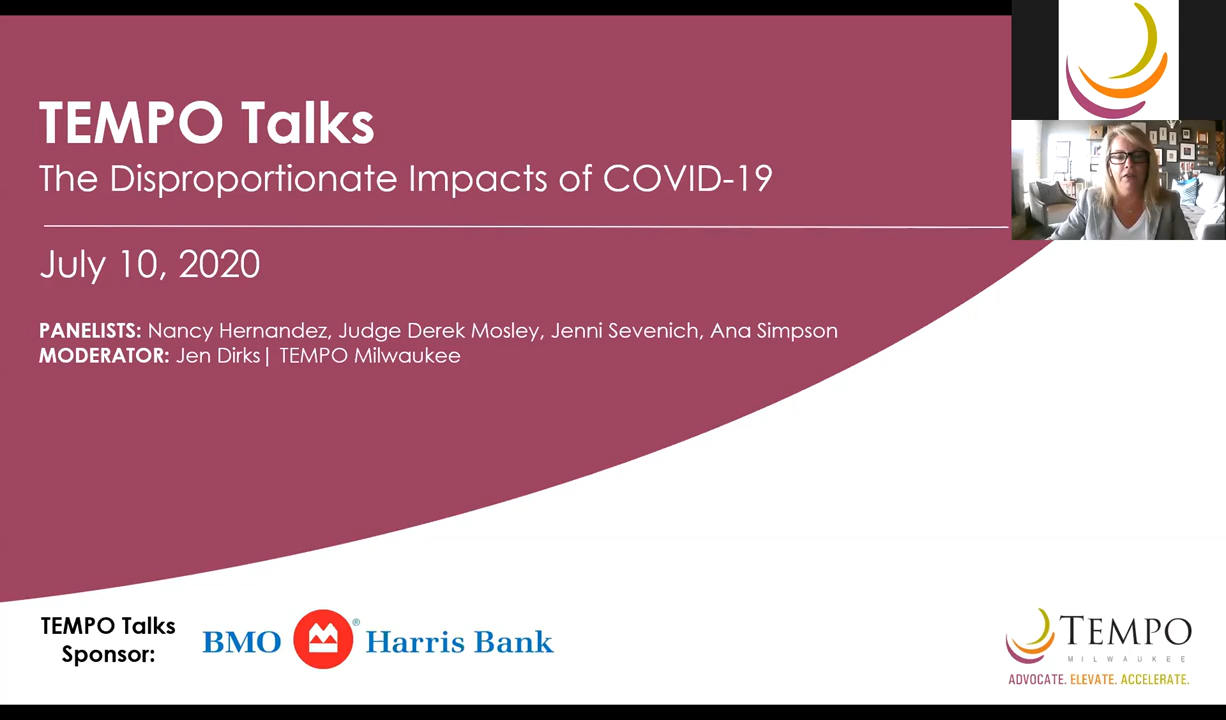 TEMPO Talks
The Disproportionate Impacts of COVID-19
July 10, 2020
PANELISTS: Nancy Hernandez, Judge Derek Mosley, Jenni Sevenich, Ana Simpson
MODERATOR: Jen Dirks| TEMPO Milwaukee
TEMPO Talks
Sponsor:
BMO Harris Bank®
TEMPO
MILWAUKEE
ADVOCATE. ELEVATE. ACCELERATE.